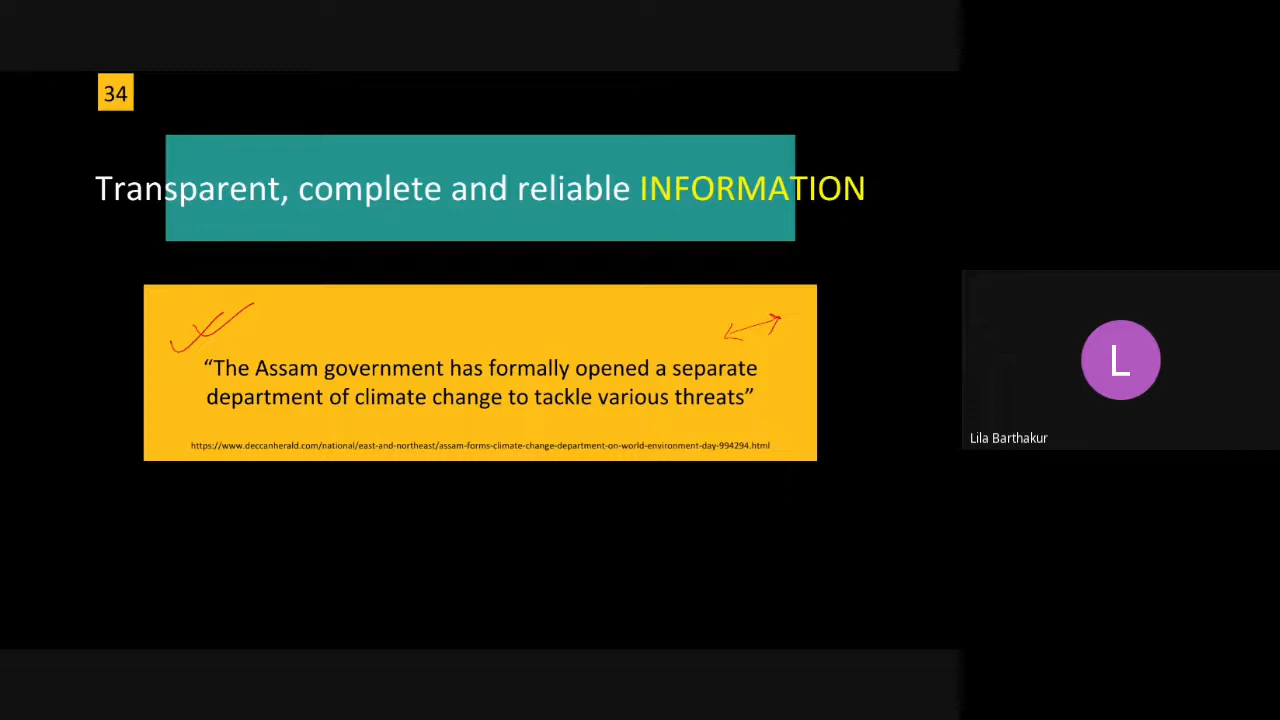 34
Transparent, complete and reliable INFORMATION
“The Assam government has formally opened a separate
department of climate change to tackle various threats”
https://www.deccanherald.com/national/east-and-northeast/assam-forms-climate-change-department-on-world-environment-day-994294.html
L
Lila Barthakur